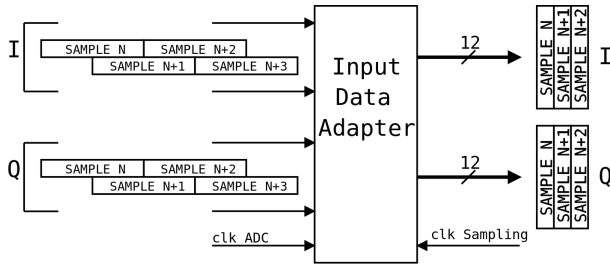 I
SAMPLE N
SAMPLE N+2
SAMPLE N+1
SAMPLE N+3
Q
SAMPLE N
SAMPLE N+2
SAMPLE N+1
SAMPLE N+3
clk ADC
Input
Data
Adapter
12
12
clk Sampling
SAMPLE N
SAMPLE N+1
SAMPLE N+2
I
SAMPLE N
SAMPLE N+1
SAMPLE N+2
Q